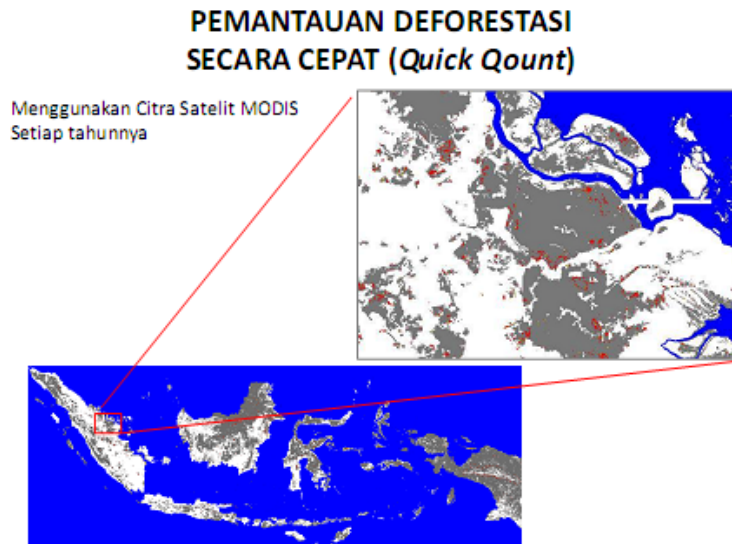 PEMANTAUAN DEFORESTASI
SECARA CEPAT (Quick Qount)
Menggunakan Citra Satelit MODIS
Setiap tahunnya